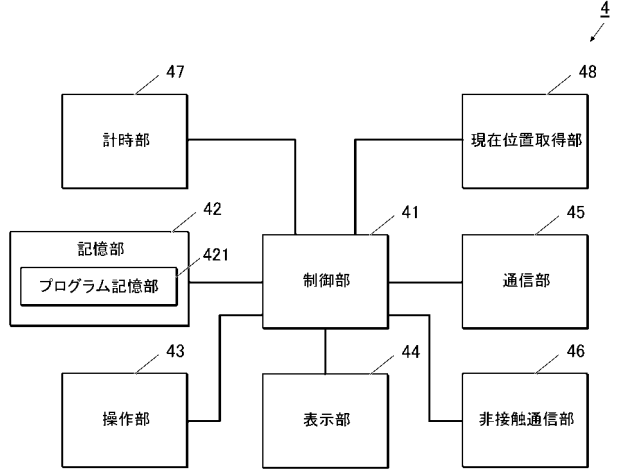 4
47
計時部
48
現在位置取得部
42
記憶部
421
プログラム記憶部
41
制御部
45
通信部
43
操作部
44
表示部
46
非接触通信部